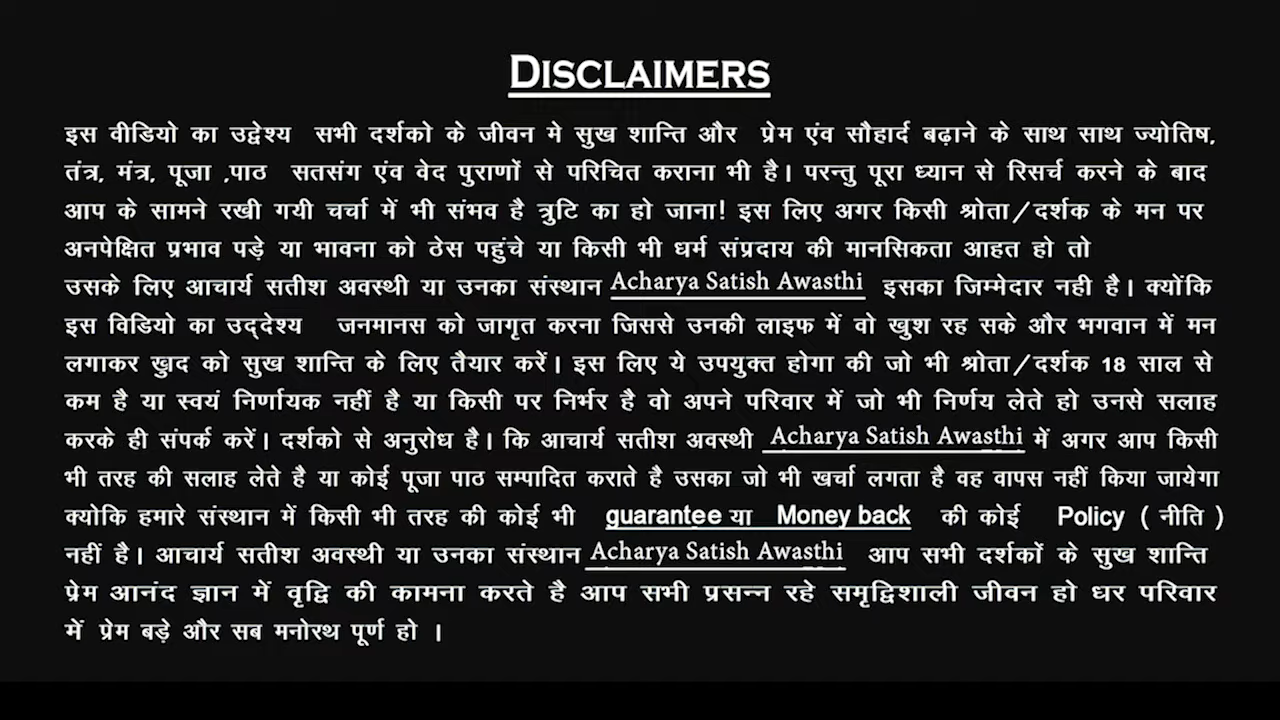 DISCLAIMERS
इस वीडियो का उद्वेश्य सभी दर्शको के जीवन मे सुख शान्ति और प्रेम एंव सौहार्द बढ़ाने के साथ साथ ज्योतिष,
तंत्र, मंत्र, पूजा ,पाठ सतसंग एंव वेद पुराणों से परिचित कराना भी है। परन्तु पूरा ध्यान से रिसर्च करने के बाद
आप के सामने रखी गयी चर्चा में भी संभव है त्रुटि का हो जाना! इस लिए अगर किसी श्रोता/दर्शक के मन पर
अनपेक्षित प्रभाव पड़े या भावना को ठेस पहुंचे या किसी भी धर्म संप्रदाय की मानसिकता आहत हो तो
उसके लिए आचार्य सतीश अवस्थी या उनका संस्थान Acharya Satish Awasthi इसका जिम्मेदार नही है। क्योंकि
इस विडियो का उद्देश्य जनमानस को जागृत करना जिससे उनकी लाइफ में वो खुश रह सके और भगवान में मन
लगाकर खुद को सुख शान्ति के लिए तैयार करें। इस लिए ये उपयुक्त होगा की जो भी श्रोता/दर्शक 18 साल से
कम है या स्वयं निर्णायक नहीं है या किसी पर निर्भर है वो अपने परिवार में जो भी निर्णय लेते हो उनसे सलाह
करके ही संपर्क करें। दर्शको से अनुरोध है। कि आचार्य सतीश अवस्थी Acharya Satish Awasthi में अगर आप किसी
भी तरह की सलाह लेते है या कोई पूजा पाठ सम्पादित कराते है उसका जो भी खर्चा लगता है वह वापस नहीं किया जायेगा
क्योकि हमारे संस्थान में किसी भी तरह की कोई भी guarantee या Money back की कोई Policy ( नीति )
नहीं है। आचार्य सतीश अवस्थी या उनका संस्थान Acharya Satish Awasthi आप सभी दर्शकों के सुख शान्ति
प्रेम आनंद ज्ञान में वृद्वि की कामना करते है आप सभी प्रसन्न रहे समृद्विशाली जीवन हो धर परिवार
में प्रेम बड़े और सब मनोरथ पूर्ण हो ।